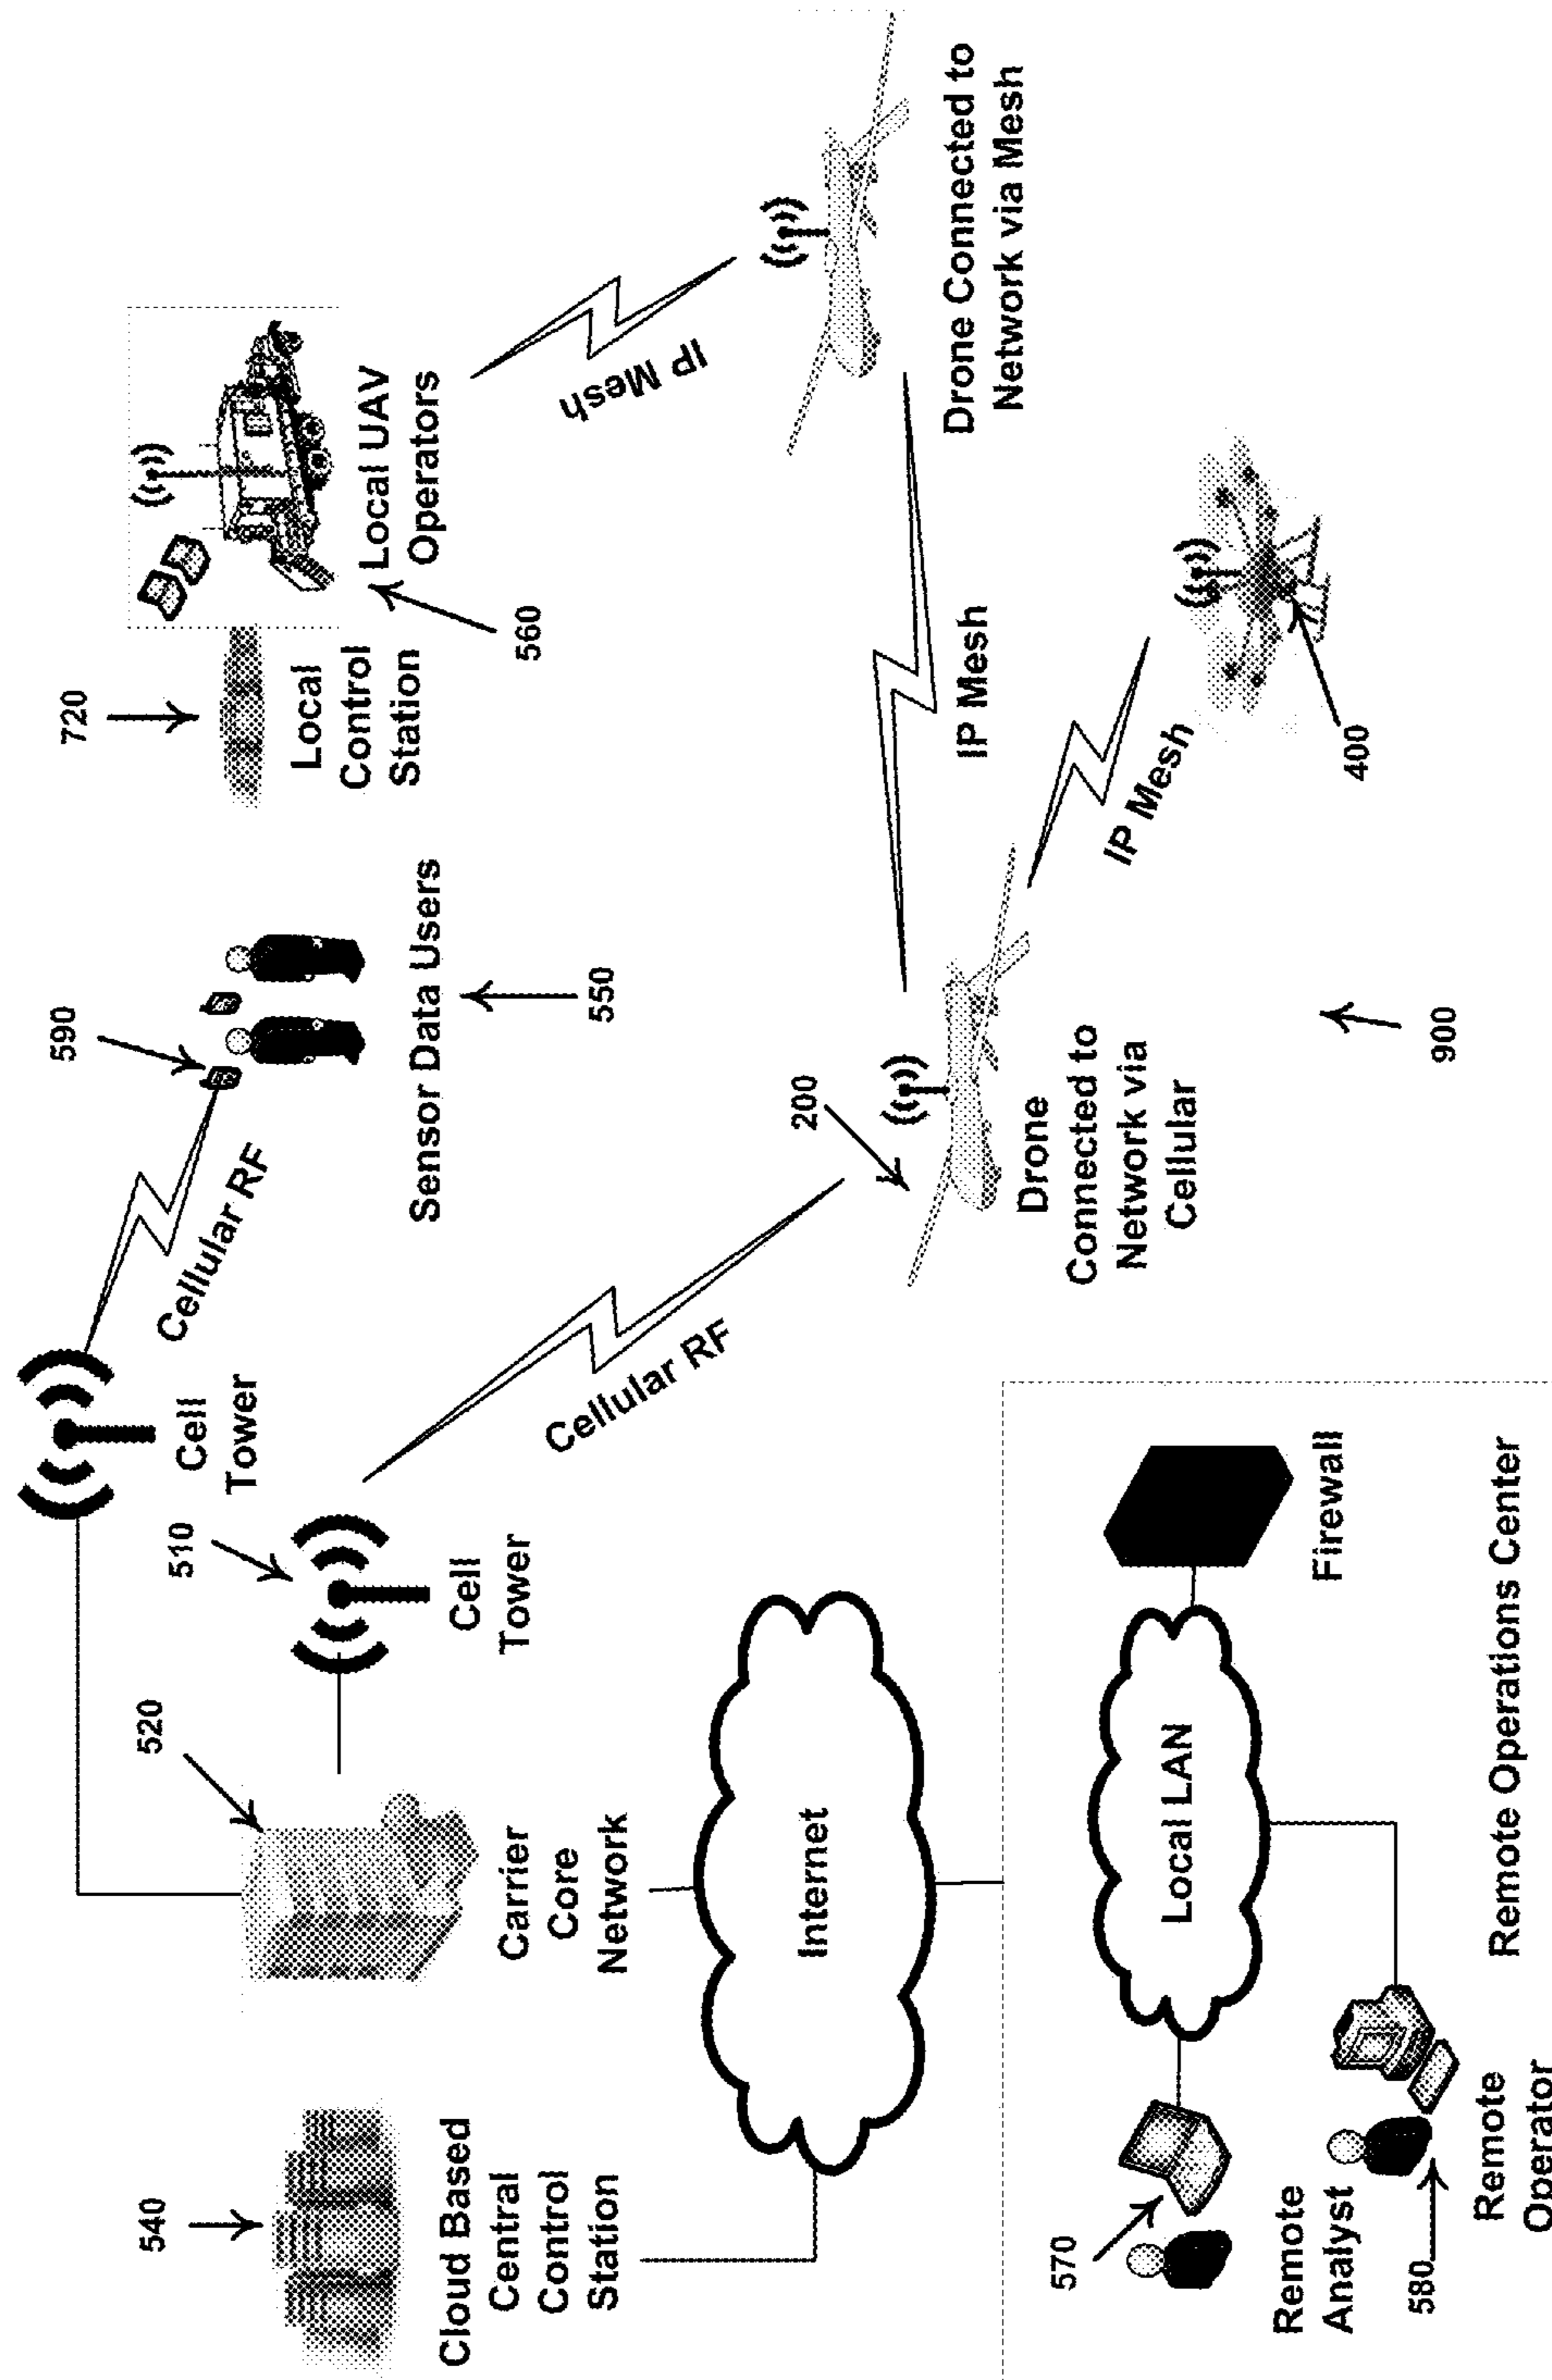 540
Cloud Based
Central
Control
Station
520
Carrier
Core
Network
510
Cell
Tower
Cell
Tower
Cellular RF
590
Sensor Data Users
550
720
Local
Control
Station
Local UAV
Operators
560
IP Mesh
Internet
Cellular RF
200
Drone
Connected to
Network via
Cellular
IP Mesh
Drone Connected to
Network via Mesh
IP Mesh
400
900
570
Remote
Analyst
580
Remote
Operator
Local LAN
Firewall
Remote Operations Center